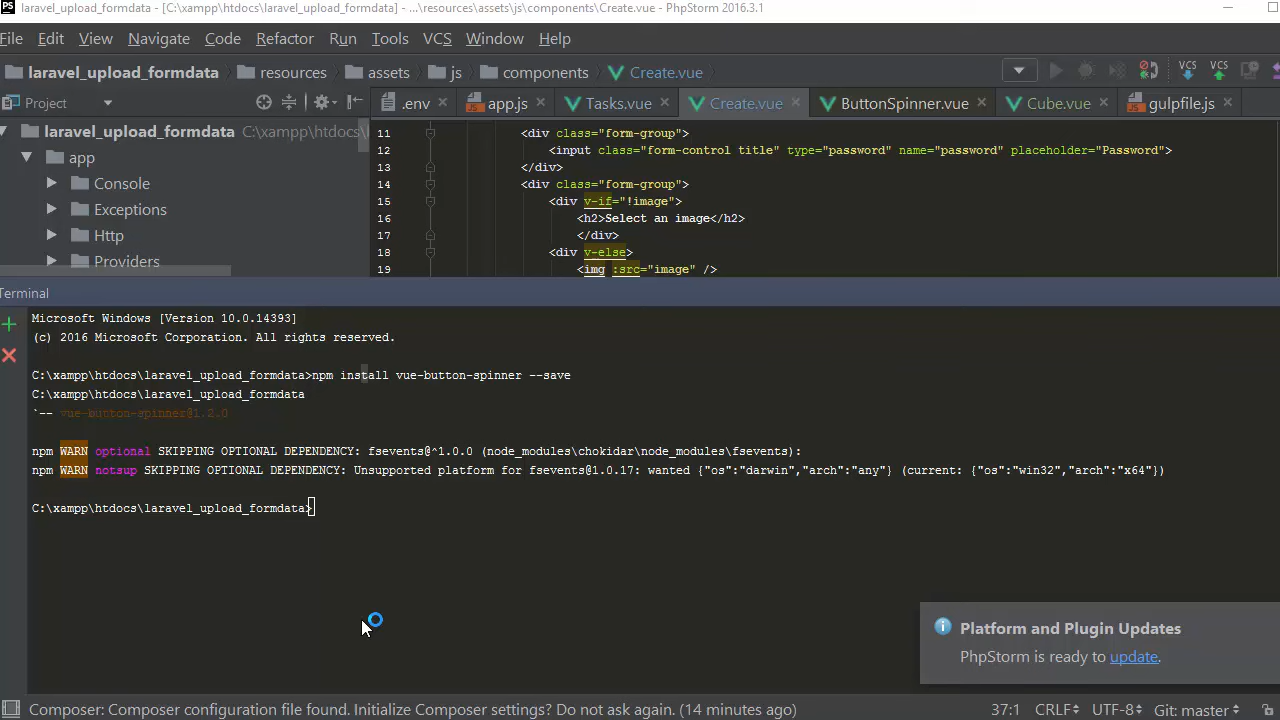 laravel_upload_formdata - [C:\xampp\htdocs\laravel_upload_formdata] - ...\resources\assets\js\components\Create.vue - PhpStorm 2016.3.1
File Edit View Navigate Code Refactor Run Tools VCS Window Help
laravel_upload_formdata resources assets js components Create.vue VCS VCS
Project .env app.js Tasks.vue Create.vue ButtonSpinner.vue Cube.vue gulpfile.js
laravel_upload_formdata C:\xampp\htdocs\l
app
Console
Exceptions
Http
Providers
11 <div class="form-group">
12 <input class="form-control title" type="password" name="password" placeholder="Password">
13 </div>
14 <div class="form-group">
15 <div v-if="!image">
16 <h2>Select an image</h2>
17 </div>
18 <div v-else>
19 <img :src="image" />
Terminal
Microsoft Windows [Version 10.0.14393]
(c) 2016 Microsoft Corporation. All rights reserved.
C:\xampp\htdocs\laravel_upload_formdata>npm install vue-button-spinner --save
C:\xampp\htdocs\laravel_upload_formdata
`-- vue-button-spinner@1.2.0
npm WARN optional SKIPPING OPTIONAL DEPENDENCY: fsevents@^1.0.0 (node_modules\chokidar\node_modules\fsevents):
npm WARN notsup SKIPPING OPTIONAL DEPENDENCY: Unsupported platform for fsevents@1.0.17: wanted {"os":"darwin","arch":"any"} (current: {"os":"win32","arch":"x64"})
C:\xampp\htdocs\laravel_upload_formdata>
Platform and Plugin Updates
PhpStorm is ready to update.
Composer: Composer configuration file found. Initialize Composer settings? Do not ask again. (14 minutes ago) 37:1 CRLF UTF-8 Git: master